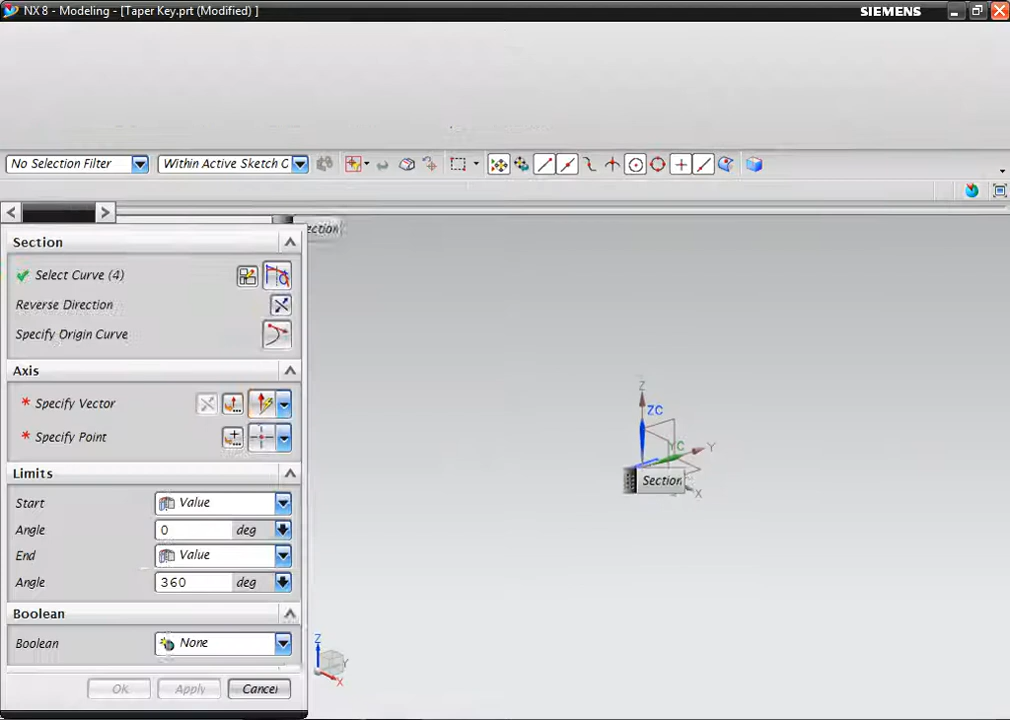 NX 8 - Modeling - [Taper Key.prt (Modified) ]
SIEMENS
No Selection Filter
Within Active Sketch O
ection
Section
Select Curve (4)
Reverse Direction
Specify Origin Curve
Axis
* Specify Vector
* Specify Point
Limits
Start Value
Angle 0 deg
End Value
Angle 360 deg
Boolean
Boolean None
OK Apply Cancel
Z
ZC
YC
Y
Section
X
Z
Y
X